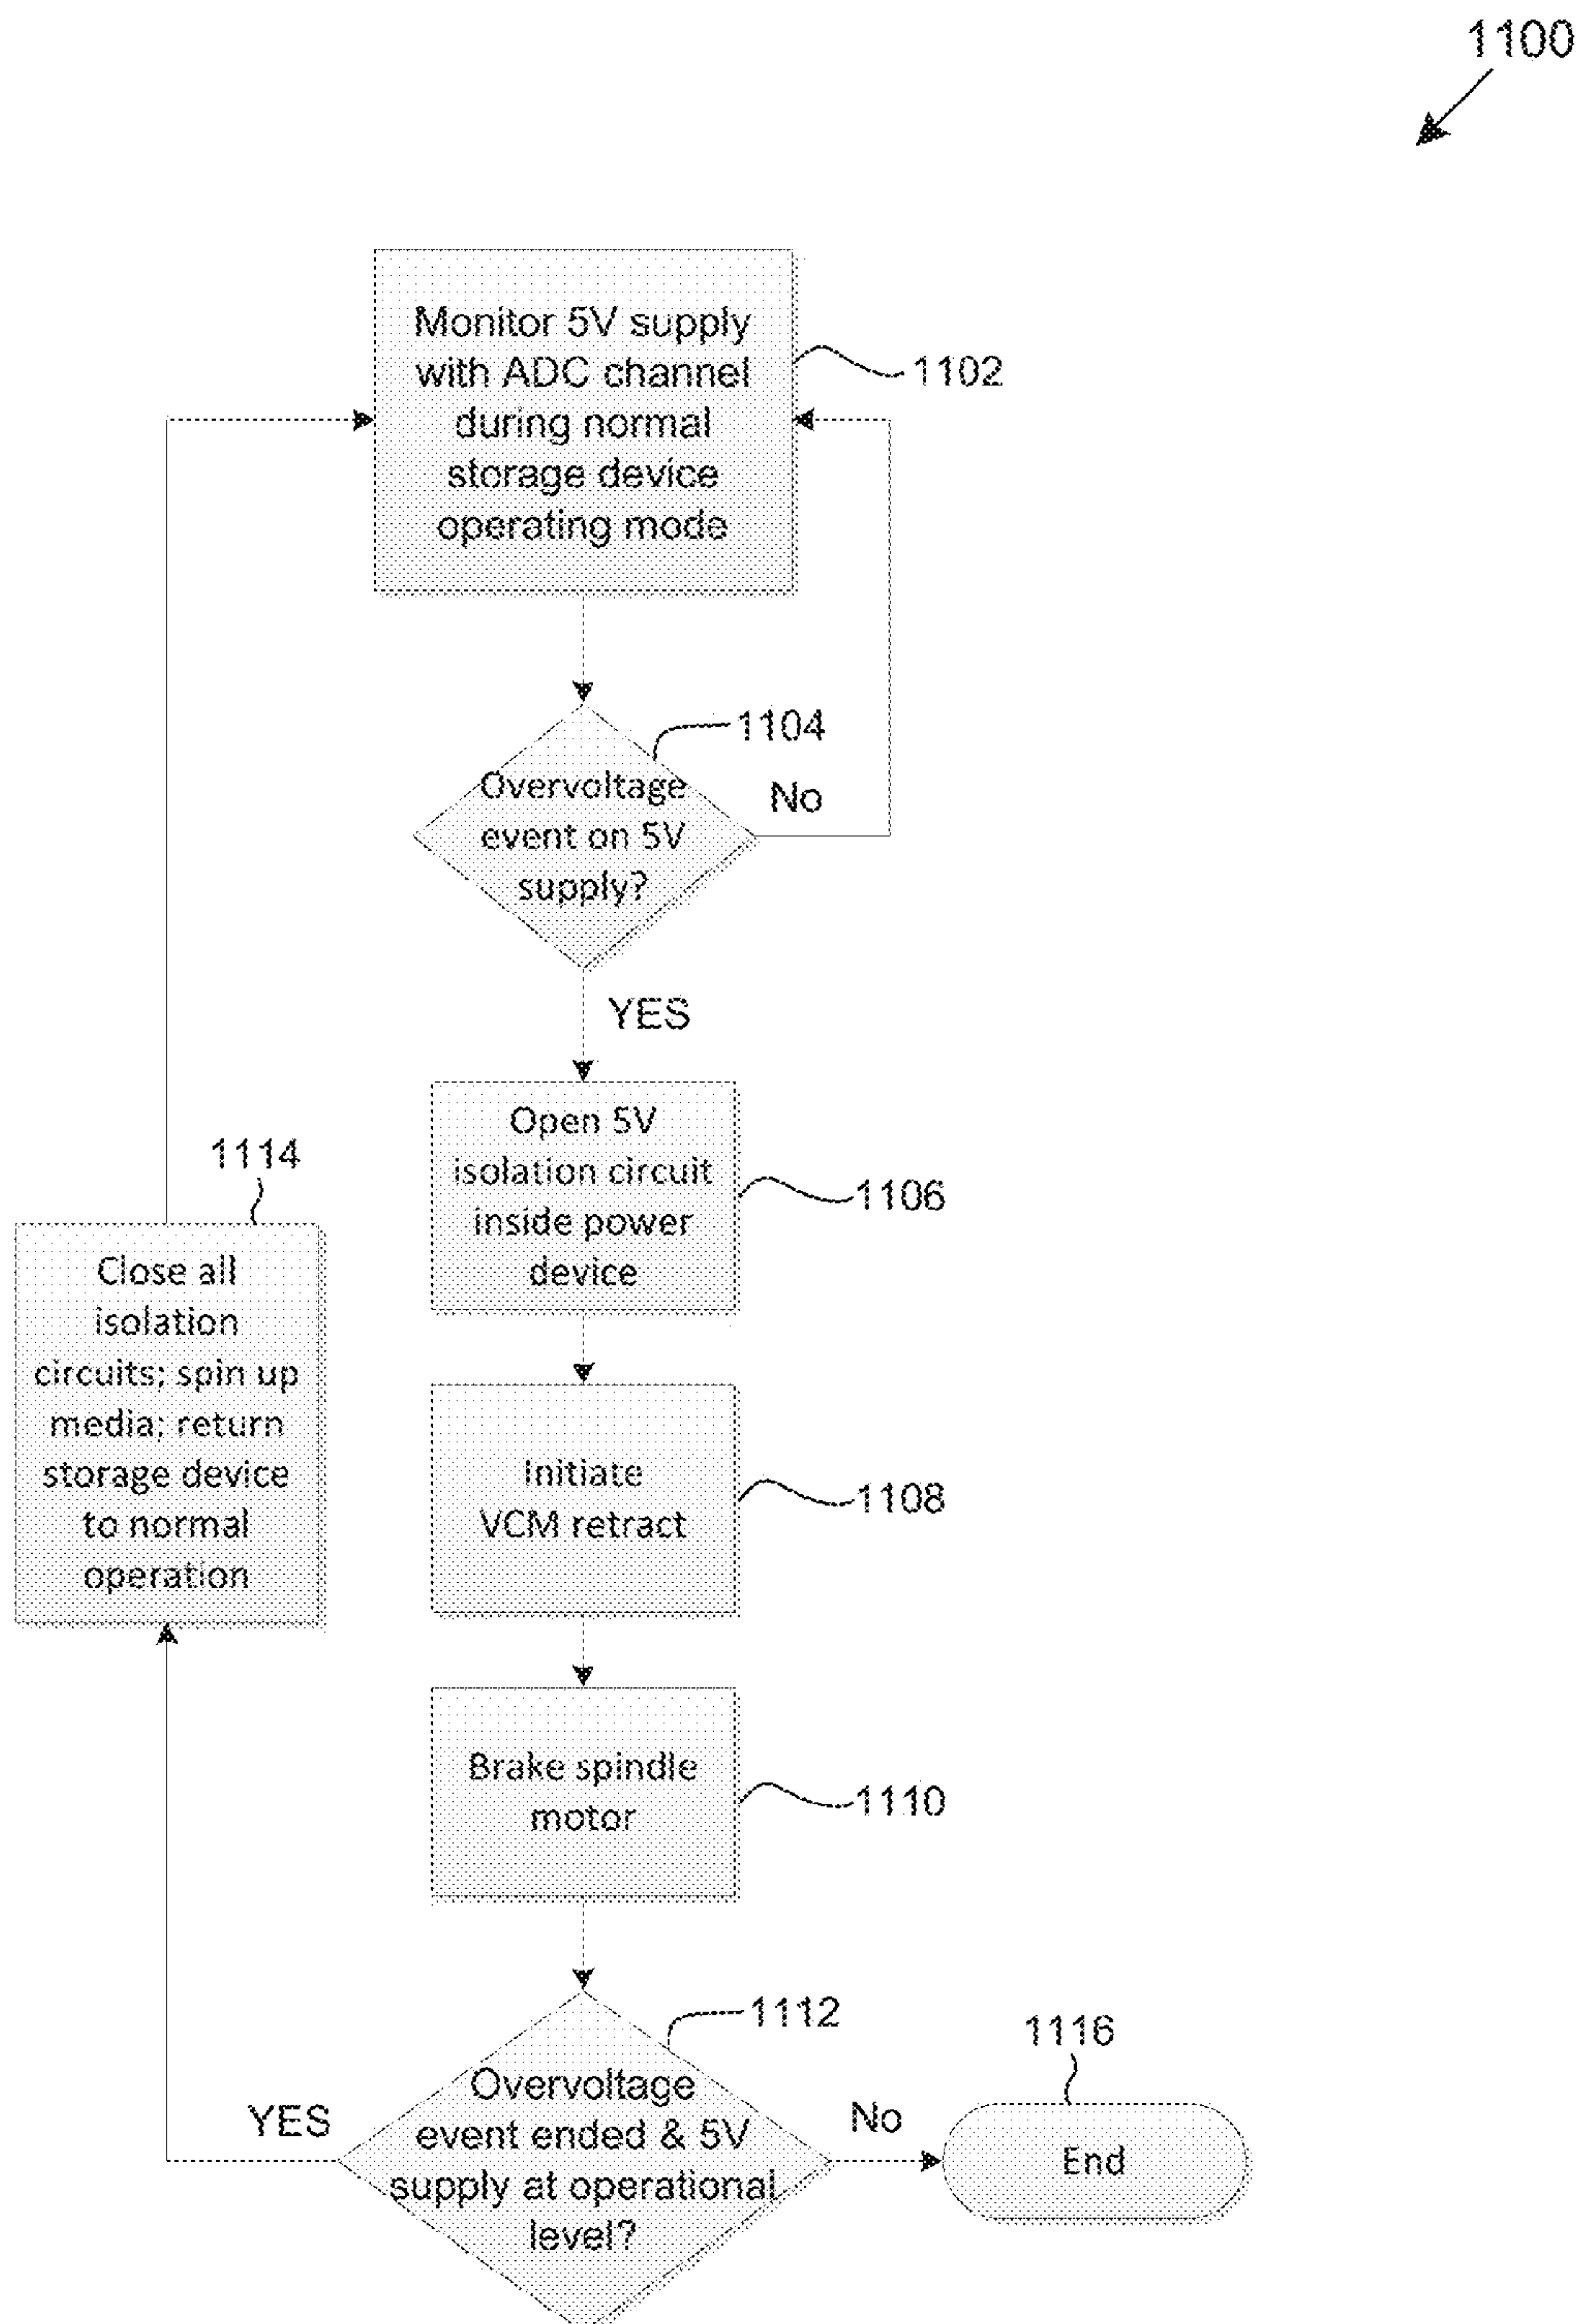 1100
Monitor 5V supply
with ADC channel
during normal
storage device
operating mode
1102
1104
Overvoltage
event on 5V
supply?
No
YES
Open 5V
isolation circuit
inside power
device
1106
1114
Close all
isolation
circuits; spin up
media; return
storage device
to normal
operation
Initiate
VCM retract
1108
Brake spindle
motor
1110
1112
Overvoltage
event ended & 5V
supply at operational
level?
YES
No
1116
End